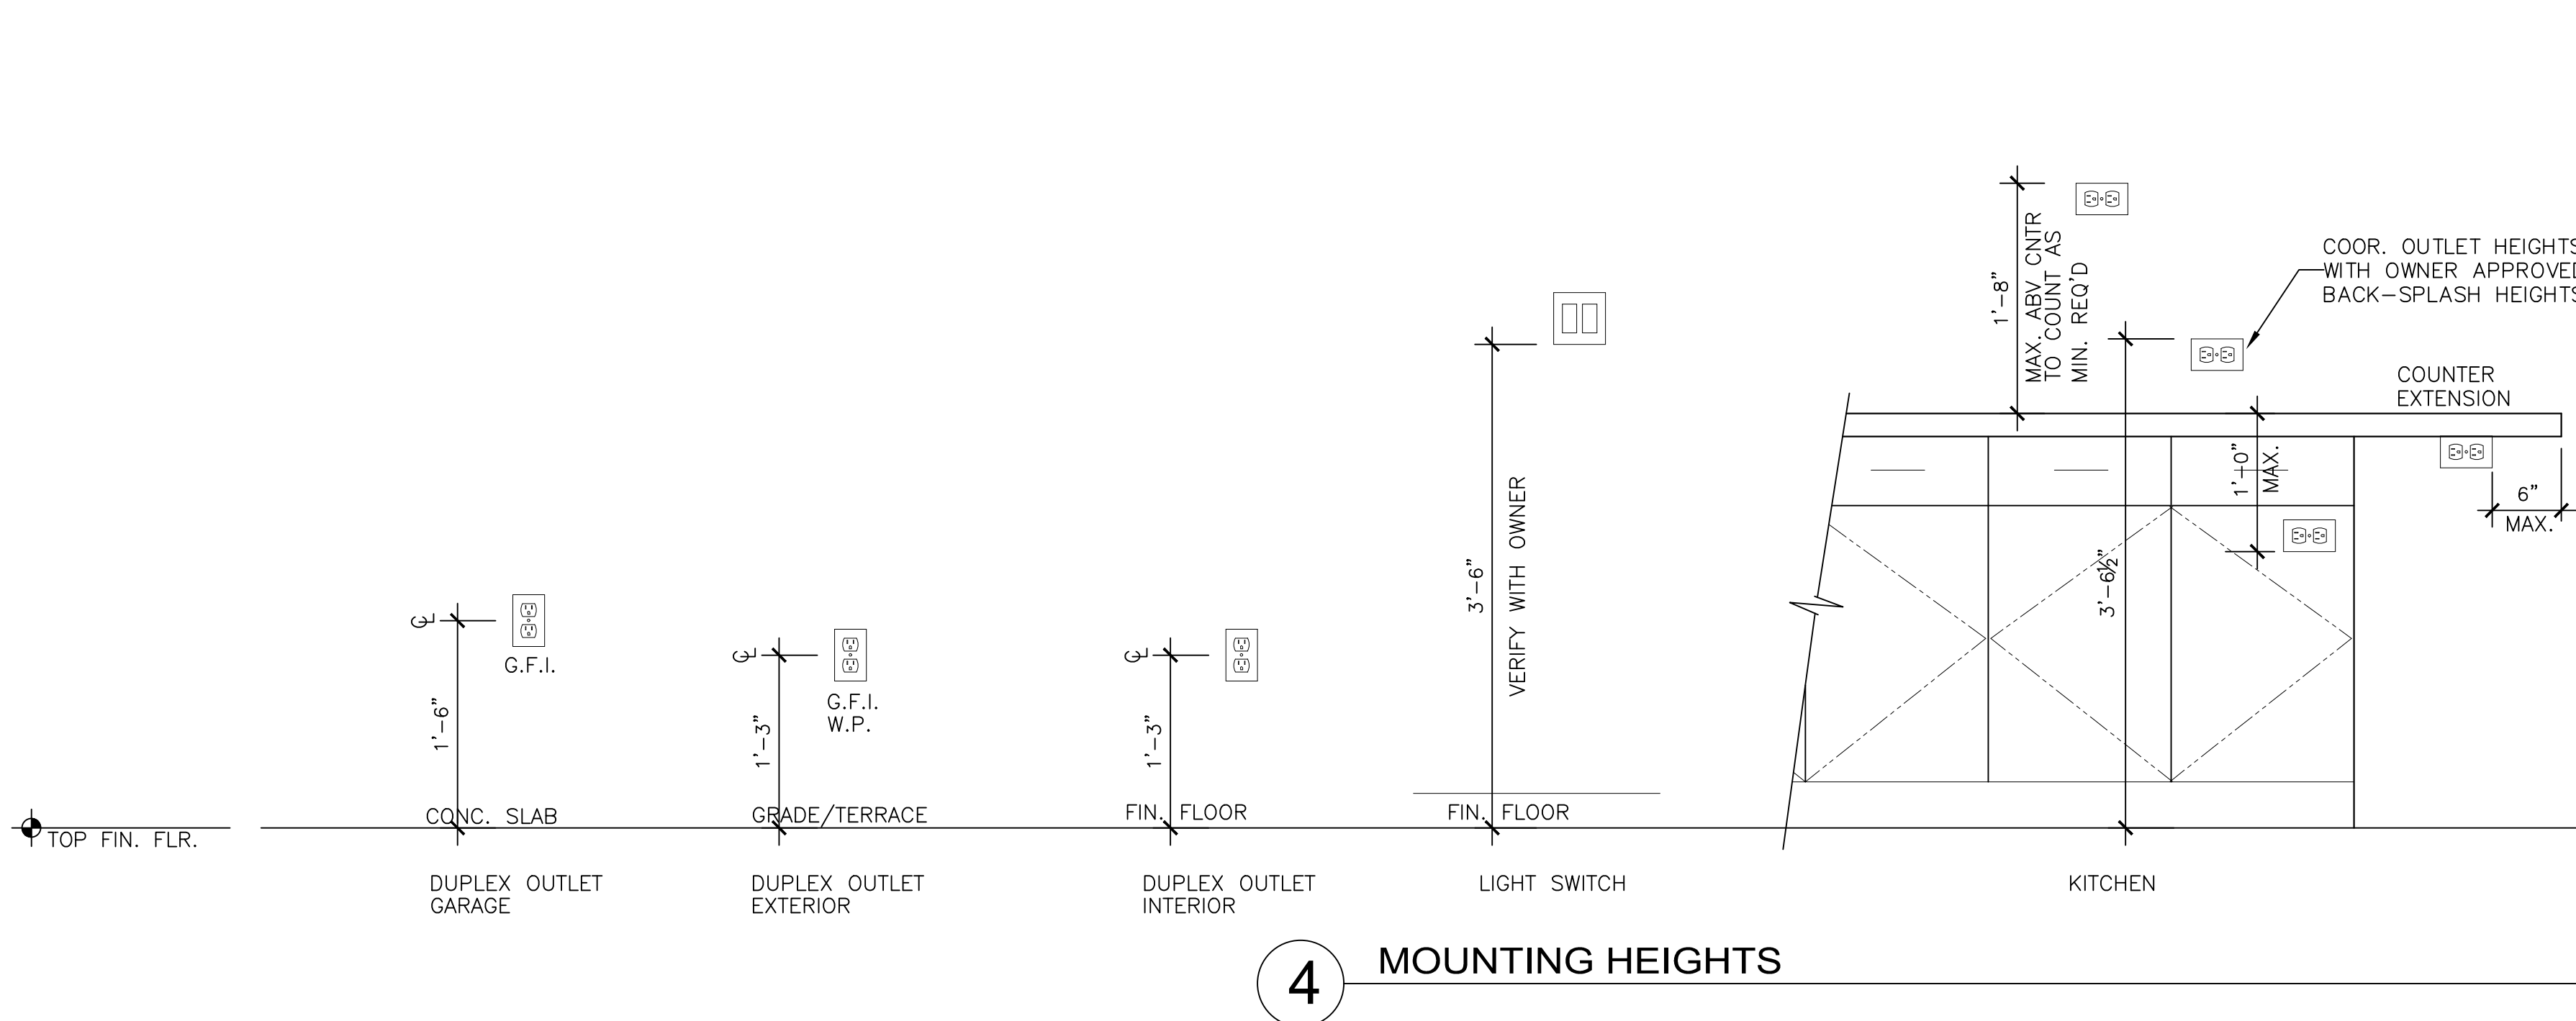 1'-8"
MAX. ABV CNTR
TO COUNT AS
MIN. REQ'D
COOR. OUTLET HEIGHTS
WITH OWNER APPROVED
BACK-SPLASH HEIGHTS
COUNTER
EXTENSION
1'-0"
MAX.
6"
MAX.
3'-6½"
3'-6"
VERIFY WITH OWNER
CL
G.F.I.
1'-6"
CL
G.F.I.
W.P.
1'-3"
CL
1'-3"
CONC. SLAB
GRADE/TERRACE
FIN. FLOOR
FIN. FLOOR
TOP FIN. FLR.
DUPLEX OUTLET
GARAGE
DUPLEX OUTLET
EXTERIOR
DUPLEX OUTLET
INTERIOR
LIGHT SWITCH
KITCHEN
4
MOUNTING HEIGHTS